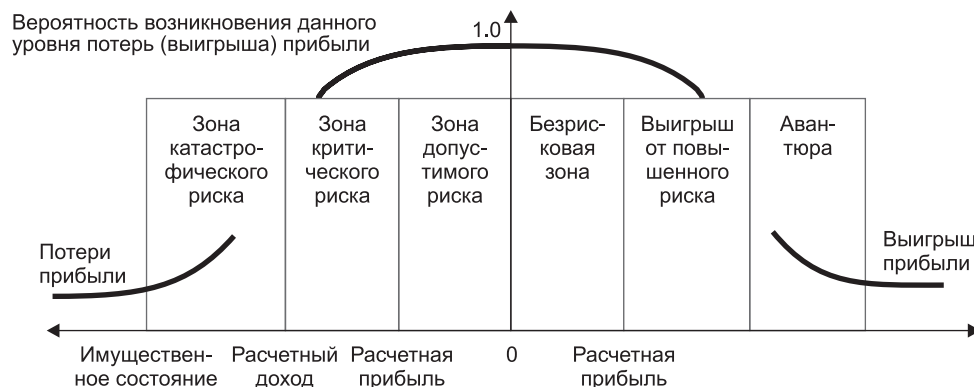 Вероятность возникновения данного
уровня потерь (выигрыша) прибыли
1.0
Зона
катастро-
фического
риска
Зона
крити-
ческого
риска
Зона
допус-
тимого
риска
Безрис-
ковая
зона
Выигрыш
от повы-
шенного
риска
Аван-
тюра
Потери
прибыли
Выигрыш
прибыли
Имуществен-
ное состояние
Расчетный
доход
Расчетная
прибыль
0
Расчетная
прибыль